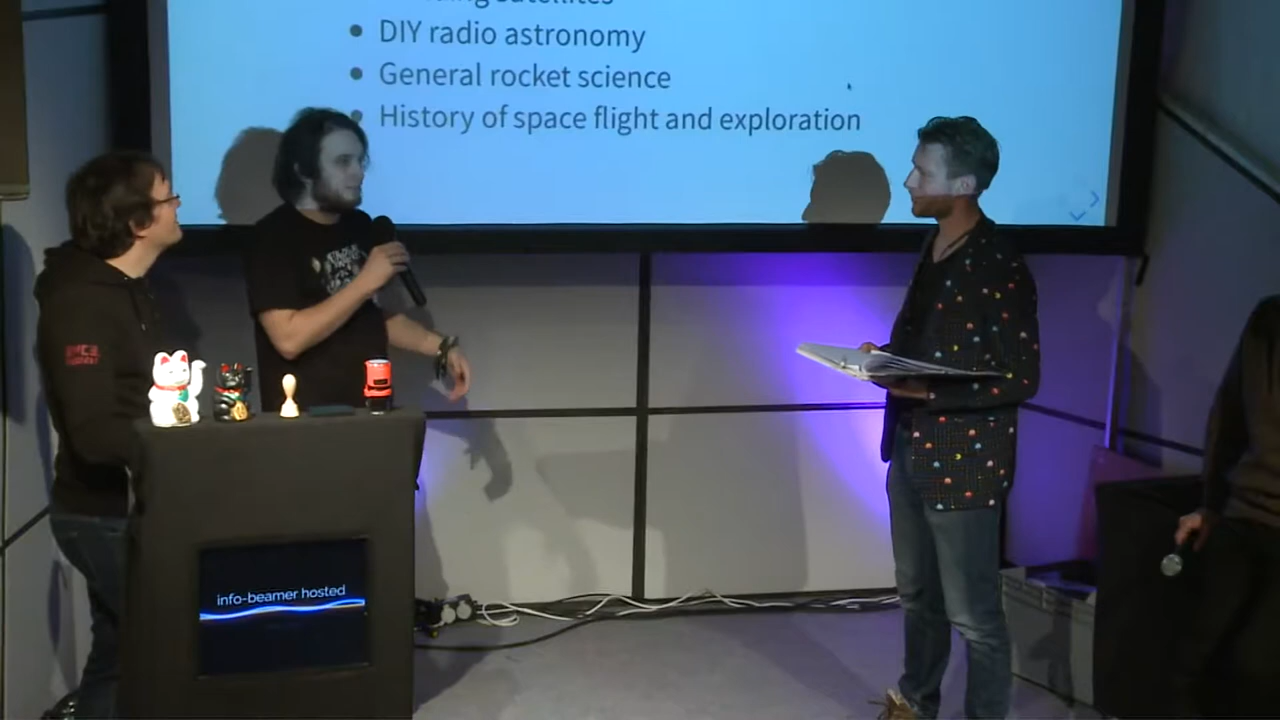 DIY radio astronomy
General rocket science
History of space flight and exploration
info-beamer hosted